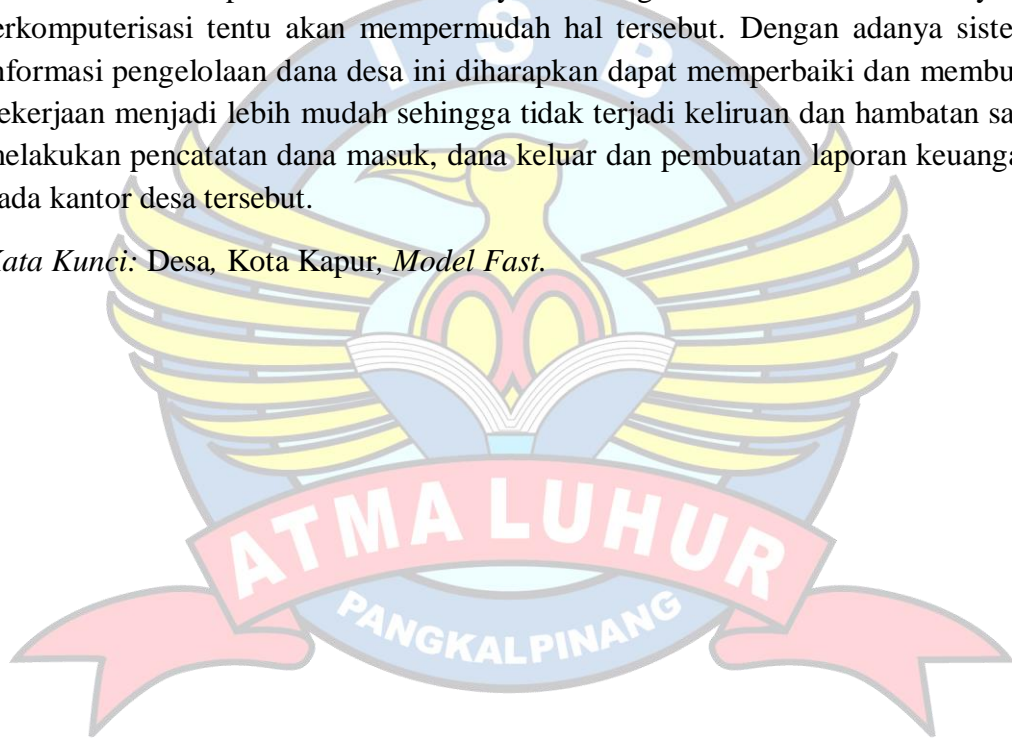 erkomputerisasi tentu akan mempermudah hal tersebut. Dengan adanya siste
nformasi pengelolaan dana desa ini diharapkan dapat memperbaiki dan membu
ekerjaan menjadi lebih mudah sehingga tidak terjadi keliruan dan hambatan sa
nelakukan pencatatan dana masuk, dana keluar dan pembuatan laporan keuanga
ada kantor desa tersebut.
Kata Kunci: Desa, Kota Kapur, Model Fast.
I S B
ATMA LUHUR
PANGKALPINANG